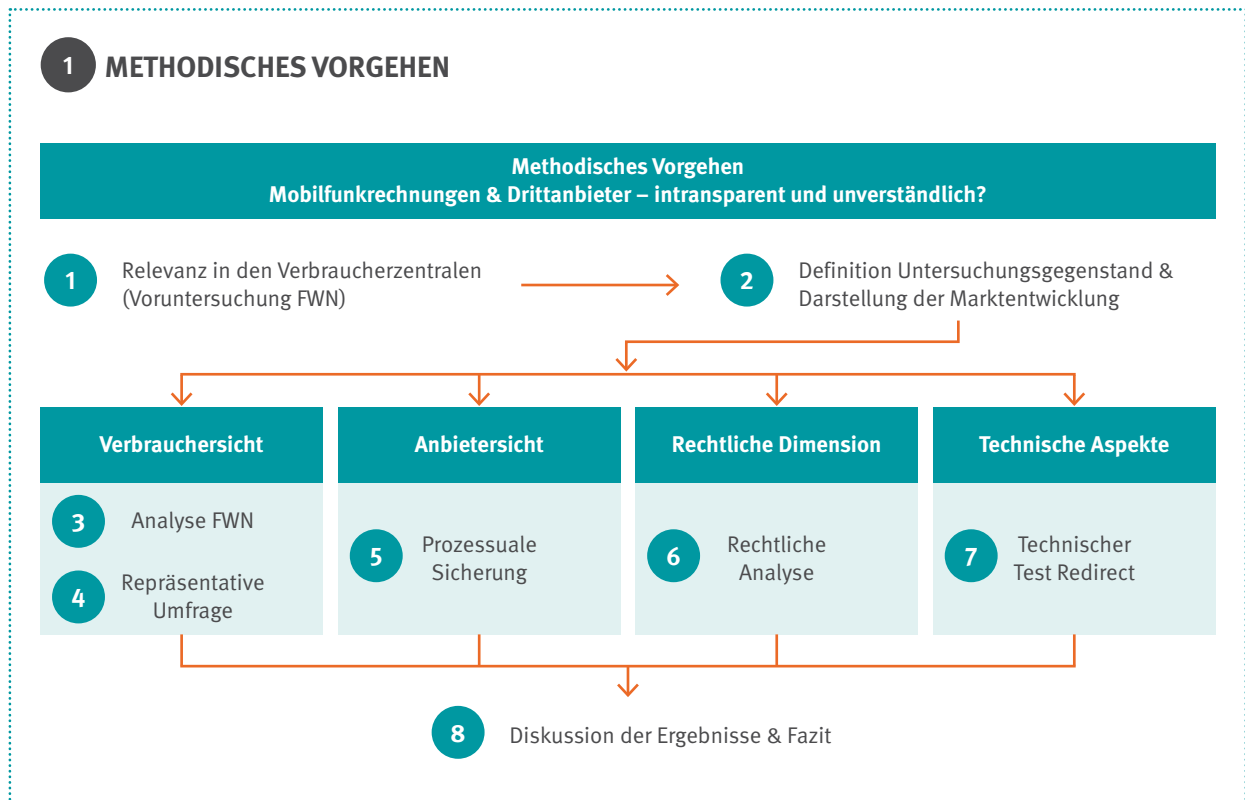 1 METHODISCHES VORGEHEN
Methodisches Vorgehen
Mobilfunkrechnungen & Drittanbieter – intransparent und unverständlich?
1
Relevanz in den Verbraucherzentralen
(Voruntersuchung FWN)
2
Definition Untersuchungsgegenstand &
Darstellung der Marktentwicklung
Verbrauchersicht
3
Analyse FWN
4
Repräsentative
Umfrage
Anbietersicht
5
Prozessuale
Sicherung
Rechtliche Dimension
6
Rechtliche
Analyse
Technische Aspekte
7
Technischer
Test Redirect
8
Diskussion der Ergebnisse & Fazit